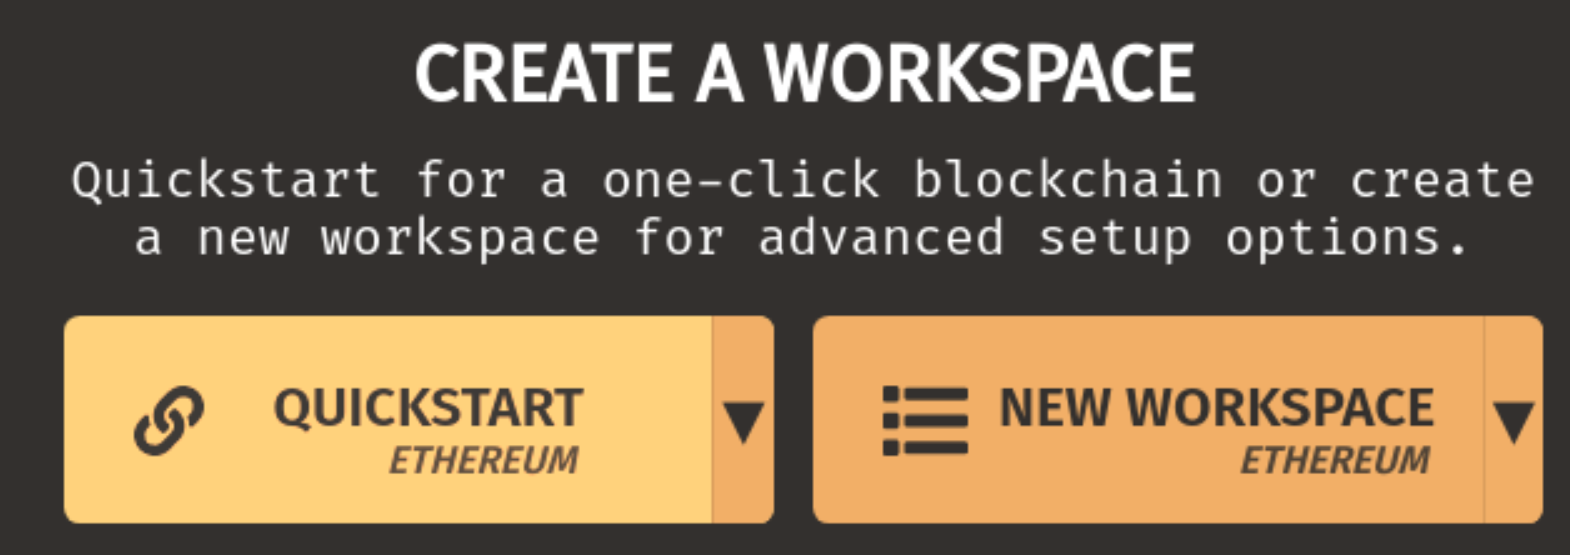 CREATE A WORKSPACE
Quickstart for a one-click blockchain or create
a new workspace for advanced setup options.
QUICKSTART
ETHEREUM
NEW WORKSPACE
ETHEREUM